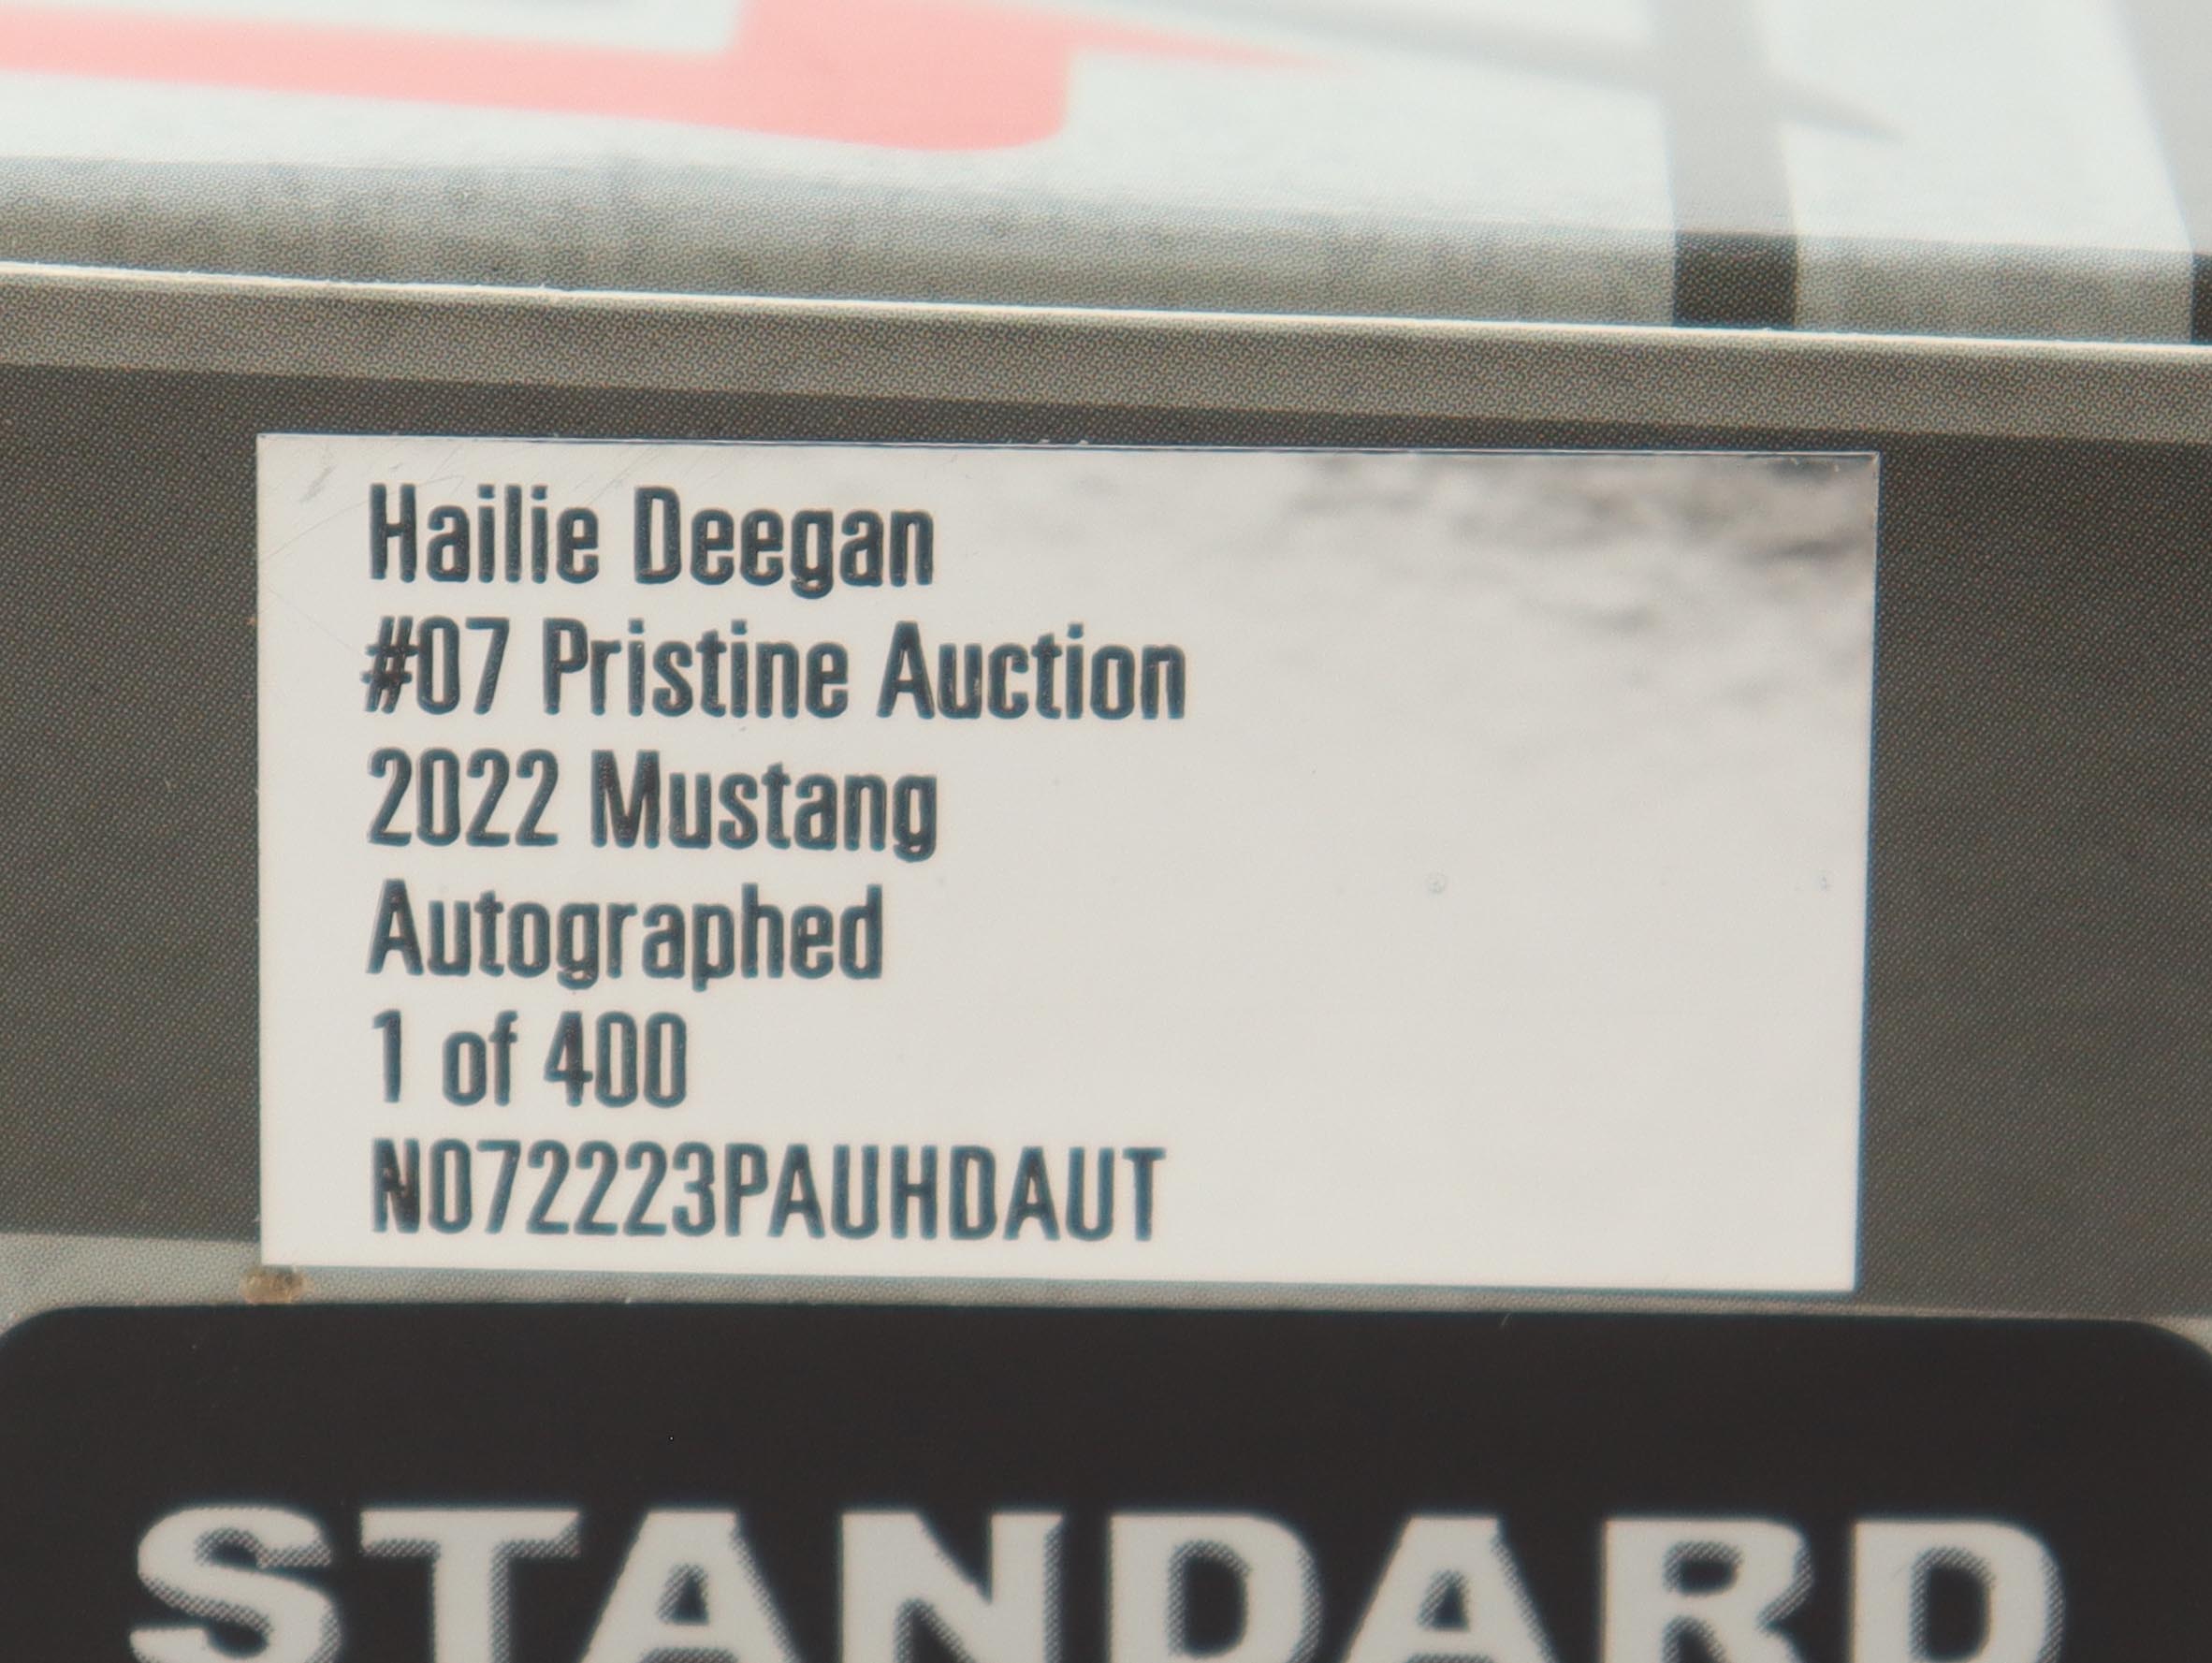 Hailie Deegan
#07 Pristine Auction
2022 Mustang
Autographed
1 of 400
N072223PAUHDAUT
STANDARD